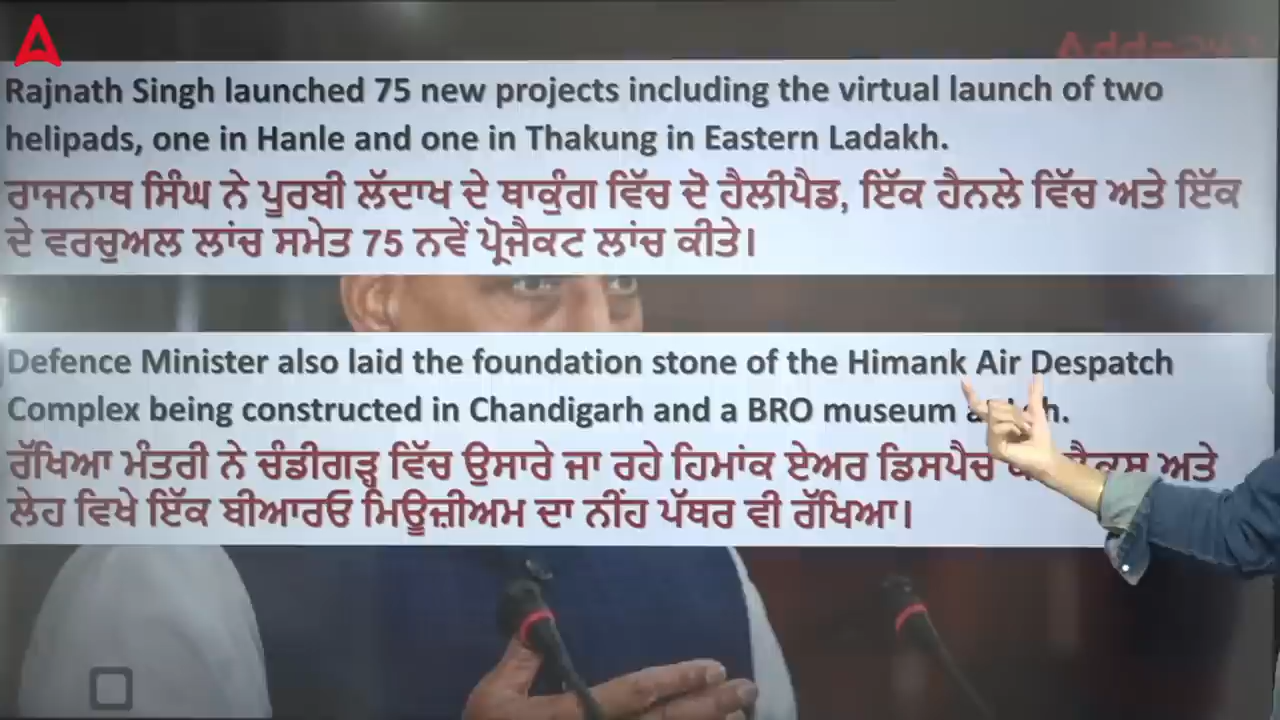 Rajnath Singh launched 75 new projects including the virtual launch of two
helipads, one in Hanle and one in Thakung in Eastern Ladakh.
ਰਾਜਨਾਥ ਸਿੰਘ ਨੇ ਪੂਰਬੀ ਲੱਦਾਖ ਦੇ ਥਾਕੁੰਗ ਵਿੱਚ ਦੋ ਹੈਲੀਪੈਡ, ਇੱਕ ਹੈਨਲੇ ਵਿੱਚ ਅਤੇ ਇੱਕ
ਦੇ ਵਰਚੁਅਲ ਲਾਂਚ ਸਮੇਤ 75 ਨਵੇਂ ਪ੍ਰੋਜੈਕਟ ਲਾਂਚ ਕੀਤੇ।
Defence Minister also laid the foundation stone of the Himank Air Despatch
Complex being constructed in Chandigarh and a BRO museum
ਰੱਖਿਆ ਮੰਤਰੀ ਨੇ ਚੰਡੀਗੜ੍ਹ ਵਿੱਚ ਉਸਾਰੇ ਜਾ ਰਹੇ ਹਿਮਾਂਕ ਏਅਰ ਡਿਸਪੈਚ ਅਤੇ
ਲੇਹ ਵਿਖੇ ਇੱਕ ਬੀਆਰਓ ਮਿਊਜ਼ੀਅਮ ਦਾ ਨੀਂਹ ਪੱਥਰ ਵੀ ਰੱਖਿਆ।